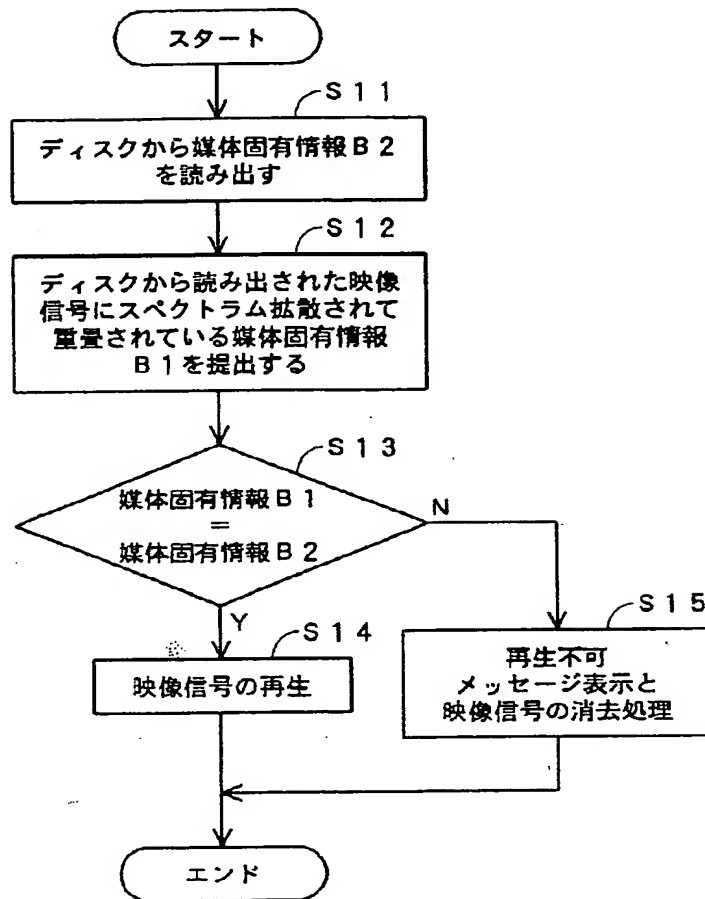 スタート
S11
ディスクから媒体固有情報B2
を読み出す
S12
ディスクから読み出された映像
信号にスペクトラム拡散されて
重畳されている媒体固有情報
B1を提出する
S13
媒体固有情報B1
=
媒体固有情報B2
N
Y
S14
映像信号の再生
S15
再生不可
メッセージ表示と
映像信号の消去処理
エンド